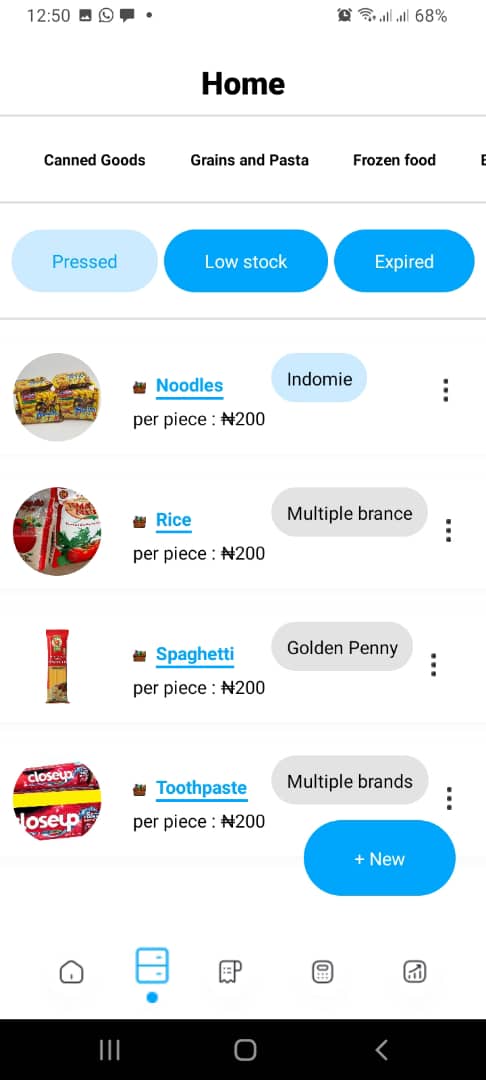 12:50 68%
Home
Canned Goods Grains and Pasta Frozen food
Pressed Low stock Expired
Noodles Indomie
per piece : ₦200
Rice Multiple brance
per piece : ₦200
Spaghetti Golden Penny
per piece : ₦200
closeup
loseup
Toothpaste Multiple brands
per piece : ₦200
+ New